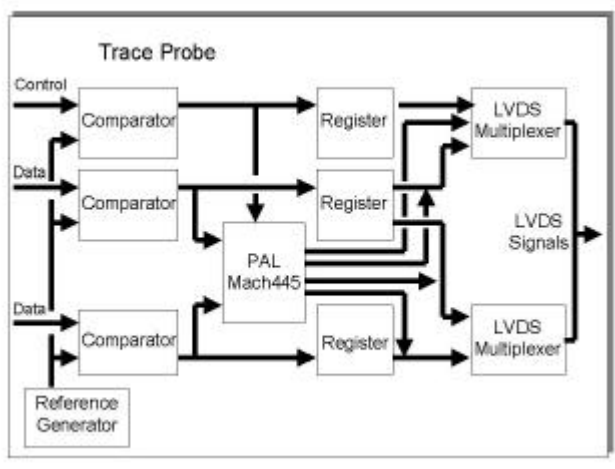 Trace Probe
Control
Comparator
Register
LVDS
Multiplexer
Data
Comparator
Register
LVDS
Signals
PAL
Mach445
Data
Comparator
Register
LVDS
Multiplexer
Reference
Generator